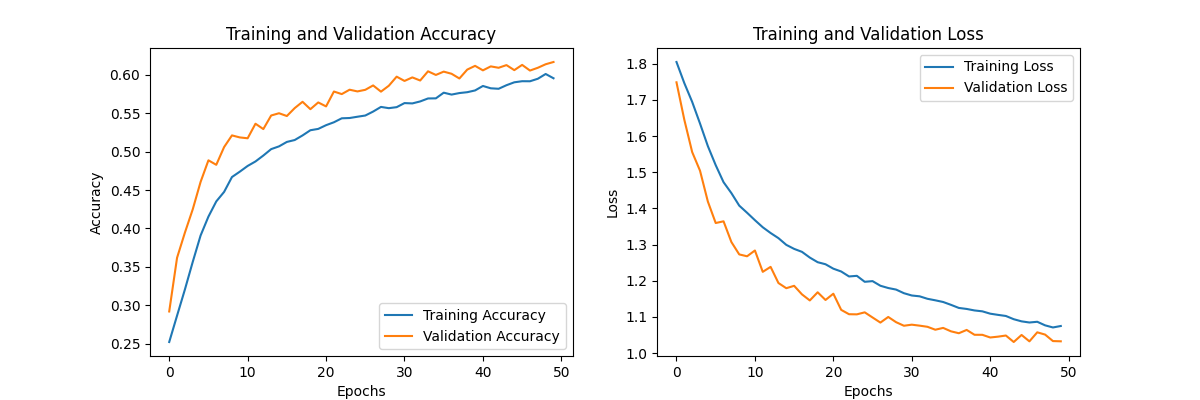 Training and Validation Accuracy
0.60
0.55
0.50
0.45
0.40
0.35
0.30
0.25
Accuracy
Training Accuracy
Validation Accuracy
0 10 20 30 40 50
Epochs
Training and Validation Loss
1.8
1.7
1.6
1.5
1.4
1.3
1.2
1.1
1.0
Loss
Training Loss
Validation Loss
0 10 20 30 40 50
Epochs